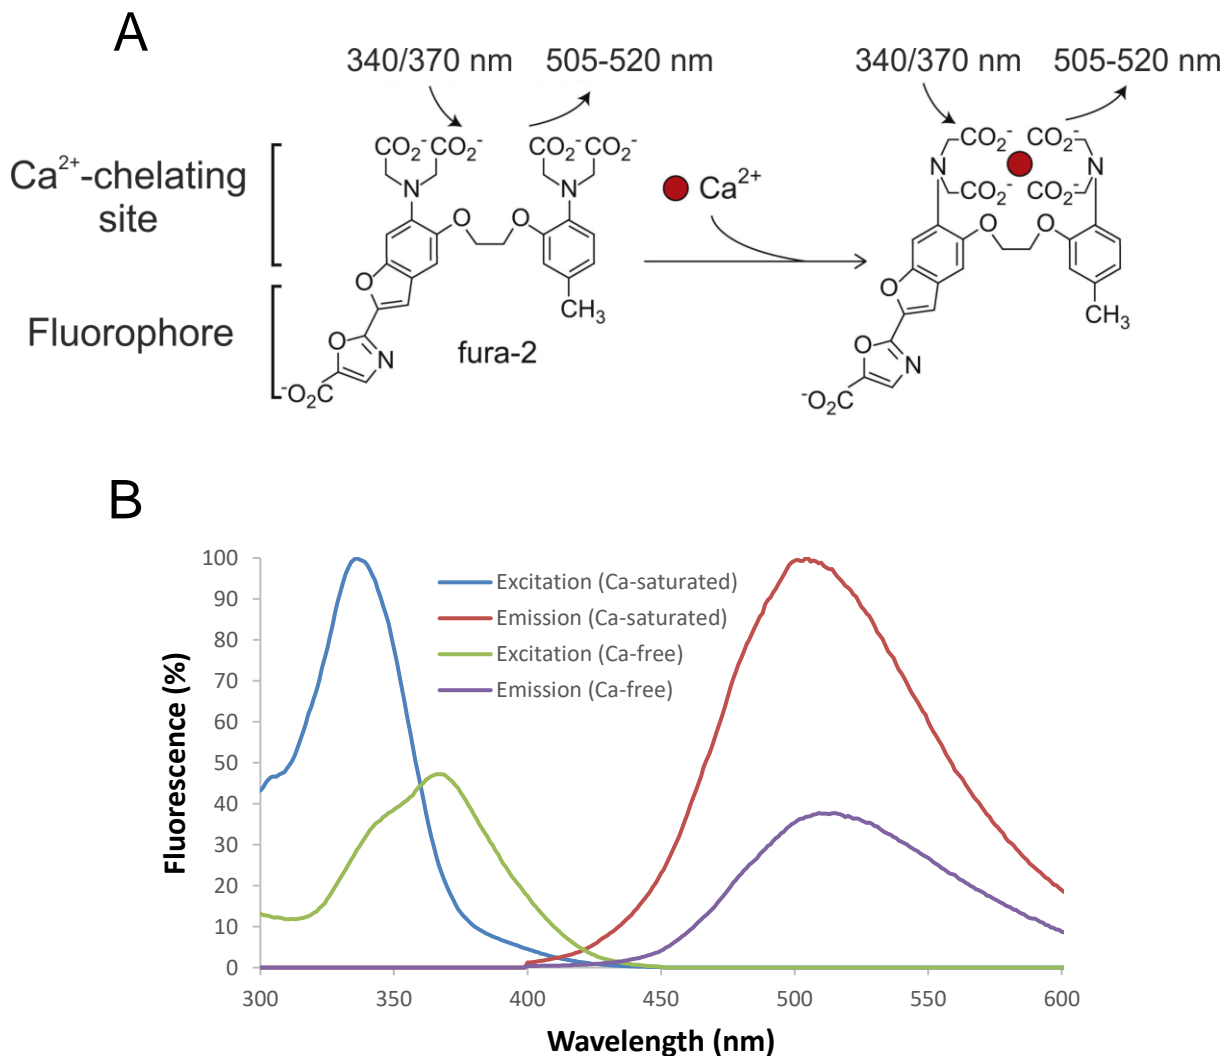 A
340/370 nm 505-520 nm
340/370 nm 505-520 nm
Ca²⁺-chelating
site
CO₂⁻ CO₂⁻ CO₂⁻ CO₂⁻
N N
O O
O
CH₃
Ca²⁺
CO₂⁻ CO₂⁻
N N
CO₂⁻ CO₂⁻
O O
O
CH₃
Fluorophore
O
N
⁻O₂C
fura-2
O
N
⁻O₂C
B
Fluorescence (%)
100
90
80
70
60
50
40
30
20
10
0
Excitation (Ca-saturated)
Emission (Ca-saturated)
Excitation (Ca-free)
Emission (Ca-free)
300 350 400 450 500 550 600
Wavelength (nm)